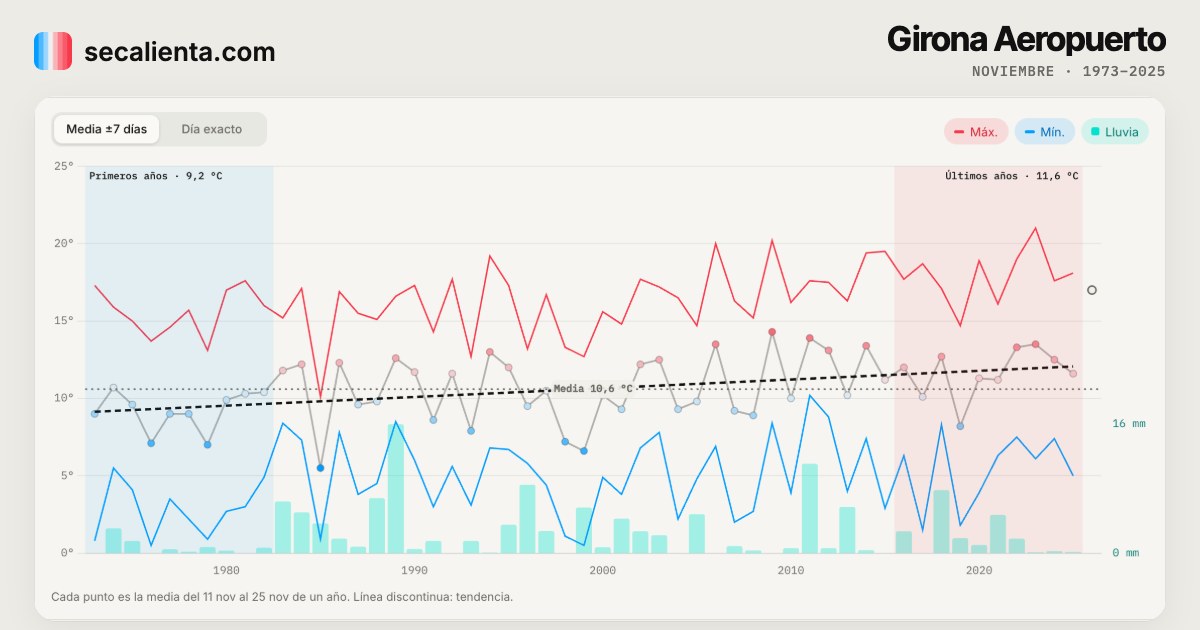 secalienta.com
Girona Aeropuerto
NOVIEMBRE · 1973–2025
Media ±7 días
Día exacto
Máx.
Mín.
Lluvia
25°
Primeros años · 9,2 °C
Últimos años · 11,6 °C
20°
15°
Media 10,6 °C
10°
16 mm
5°
0°
0 mm
1980
1990
2000
2010
2020
Cada punto es la media del 11 nov al 25 nov de un año. Línea discontinua: tendencia.